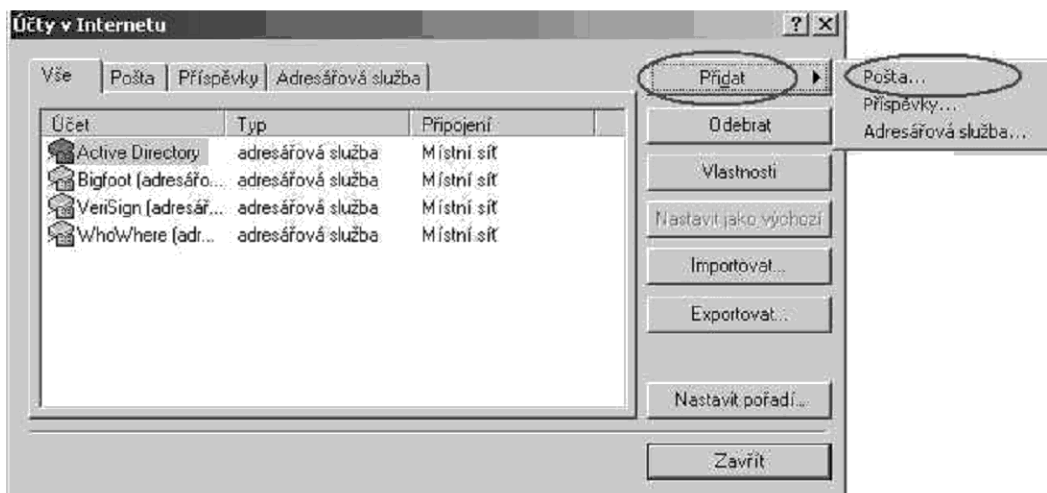 Účty v Internetu
Vše Pošta Příspěvky Adresářová služba
Účet Typ Připojení
Active Directory adresářová služba Místní síť
Bigfoot (adresářo... adresářová služba Místní síť
VeriSign (adresář... adresářová služba Místní síť
WhoWhere (adr... adresářová služba Místní síť
Přidat
Odebrat
Vlastnosti
Nastavit jako výchozí
Importovat...
Exportovat...
Nastavit pořadí...
Zavřít
Pošta...
Příspěvky...
Adresářová služba...